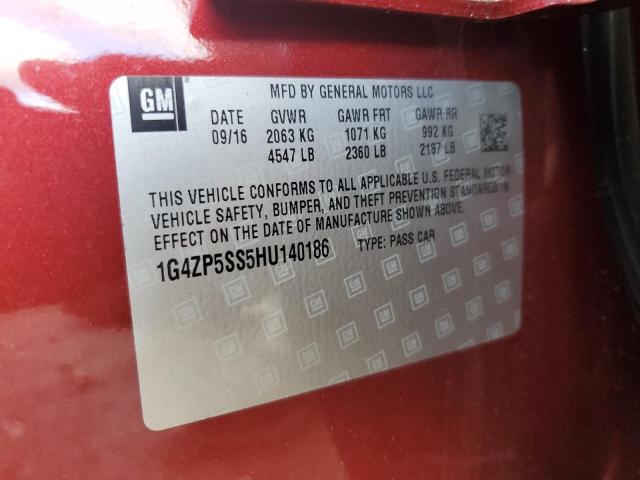 GM ®
MFD BY GENERAL MOTORS LLC
DATE GVWR GAWR FRT GAWR RR
09/16 2063 KG 1071 KG 992 KG
4547 LB 2360 LB 2187 LB
THIS VEHICLE CONFORMS TO ALL APPLICABLE U.S. FEDERAL MOTOR
VEHICLE SAFETY, BUMPER, AND THEFT PREVENTION STANDARDS IN
EFFECT ON THE DATE OF MANUFACTURE SHOWN ABOVE.
1G4ZP5SS5HU140186 TYPE: PASS CAR